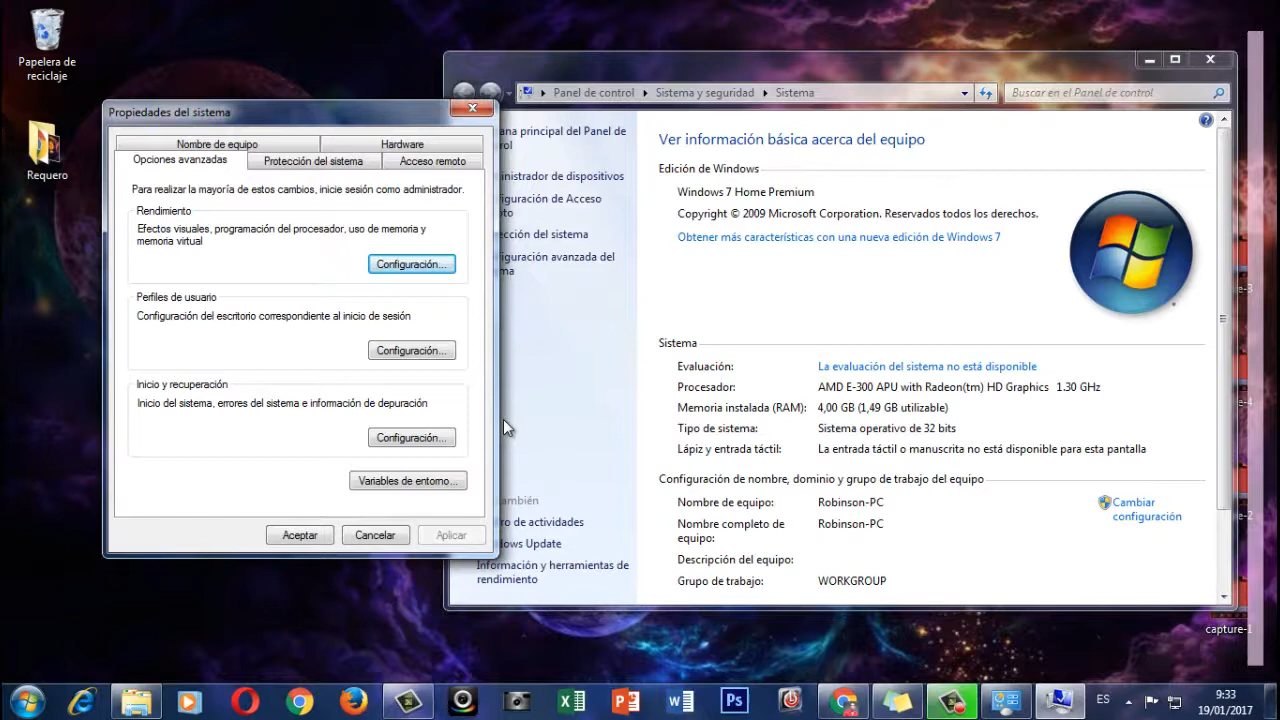 Papelera de
reciclaje
Requero
Propiedades del sistema
Nombre de equipo
Hardware
Opciones avanzadas
Protección del sistema
Acceso remoto
Para realizar la mayoría de estos cambios, inicie sesión como administrador.
Rendimiento
Efectos visuales, programación del procesador, uso de memoria y
memoria virtual
Configuración...
Perfiles de usuario
Configuración del escritorio correspondiente al inicio de sesión
Configuración...
Inicio y recuperación
Inicio del sistema, errores del sistema e información de depuración
Configuración...
Variables de entorno...
Aceptar
Cancelar
Aplicar
Panel de control
Sistema y seguridad
Sistema
Buscar en el Panel de control
ana principal del Panel de
rol
inistrador de dispositivos
figuración de Acceso
oto
ección del sistema
iguración avanzada del
ma
ambién
ro de actividades
dows Update
Información y herramientas de
rendimiento
Ver información básica acerca del equipo
Edición de Windows
Windows 7 Home Premium
Copyright © 2009 Microsoft Corporation. Reservados todos los derechos.
Obtener más características con una nueva edición de Windows 7
Sistema
Evaluación: La evaluación del sistema no está disponible
Procesador: AMD E-300 APU with Radeon(tm) HD Graphics 1.30 GHz
Memoria instalada (RAM): 4,00 GB (1,49 GB utilizable)
Tipo de sistema: Sistema operativo de 32 bits
Lápiz y entrada táctil: La entrada táctil o manuscrita no está disponible para esta pantalla
Configuración de nombre, dominio y grupo de trabajo del equipo
Nombre de equipo: Robinson-PC
Cambiar
configuración
Nombre completo de
equipo:
Robinson-PC
Descripción del equipo:
Grupo de trabajo: WORKGROUP
e-3
e-4
e-2
capture-1
Ps
ES
9:33
19/01/2017